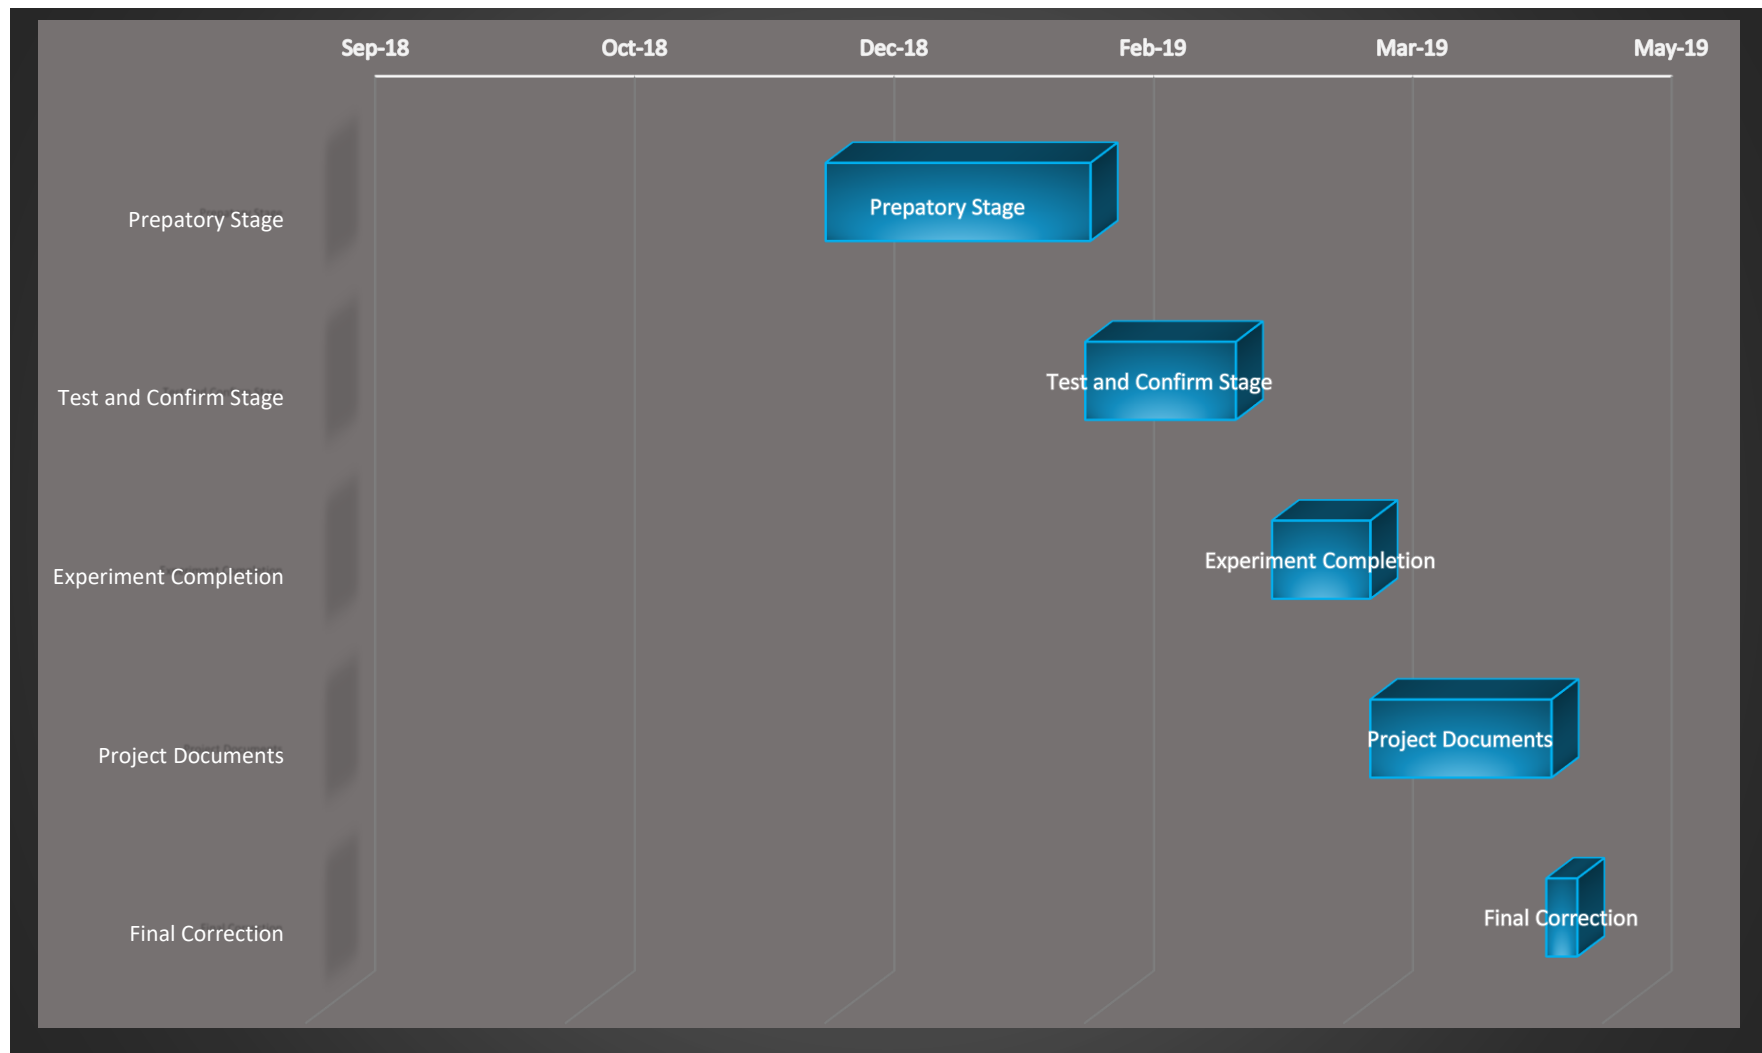 Sep-18 Oct-18 Dec-18 Feb-19 Mar-19 May-19
Prepatory Stage
Prepatory Stage
Test and Confirm Stage
Test and Confirm Stage
Experiment Completion
Experiment Completion
Project Documents
Project Documents
Final Correction
Final Correction